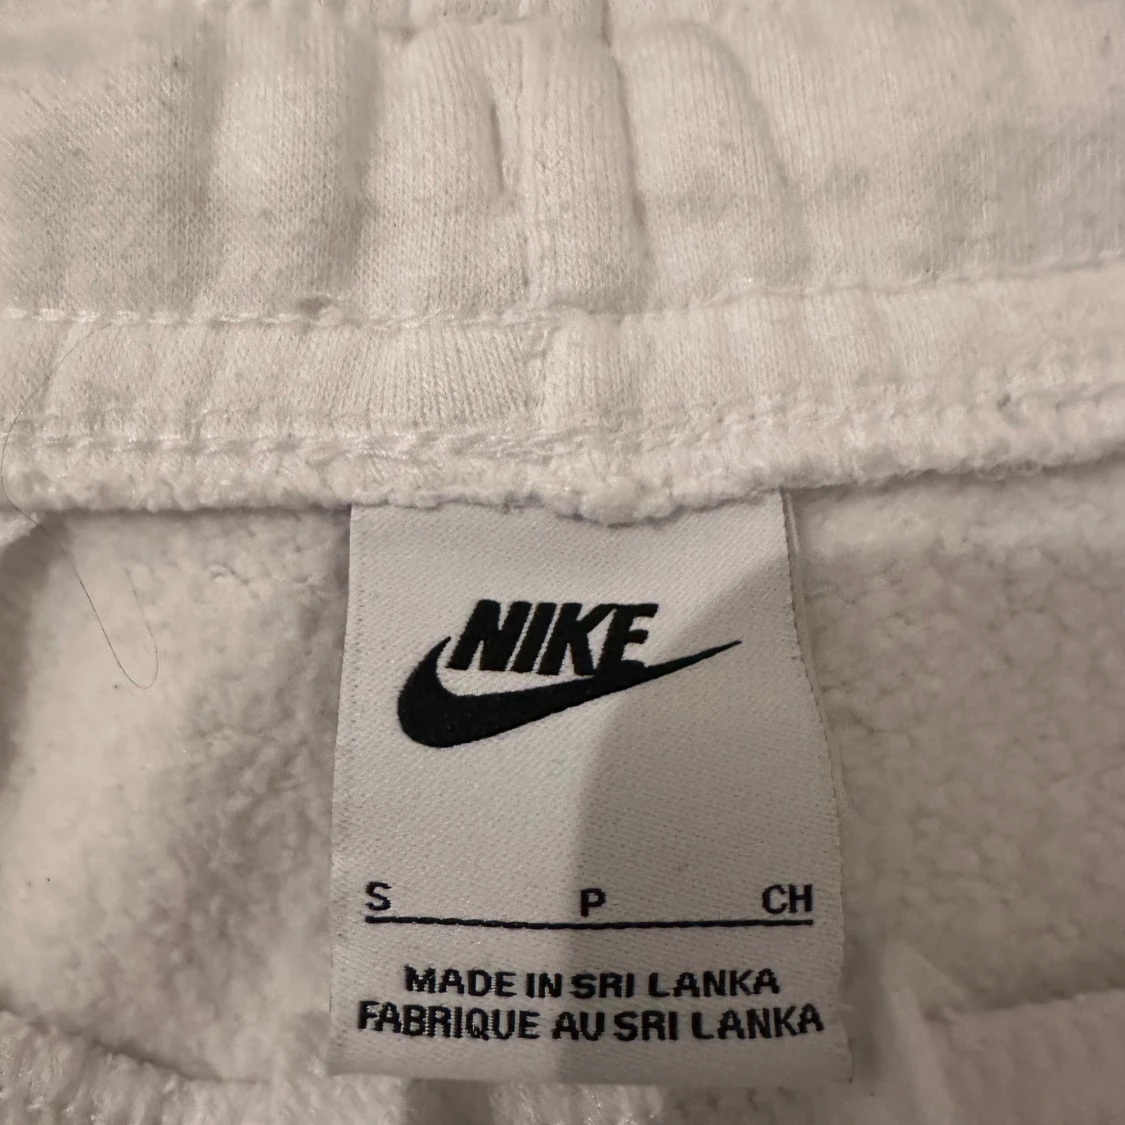 NIKE
S P CH
MADE IN SRI LANKA
FABRIQUE AU SRI LANKA